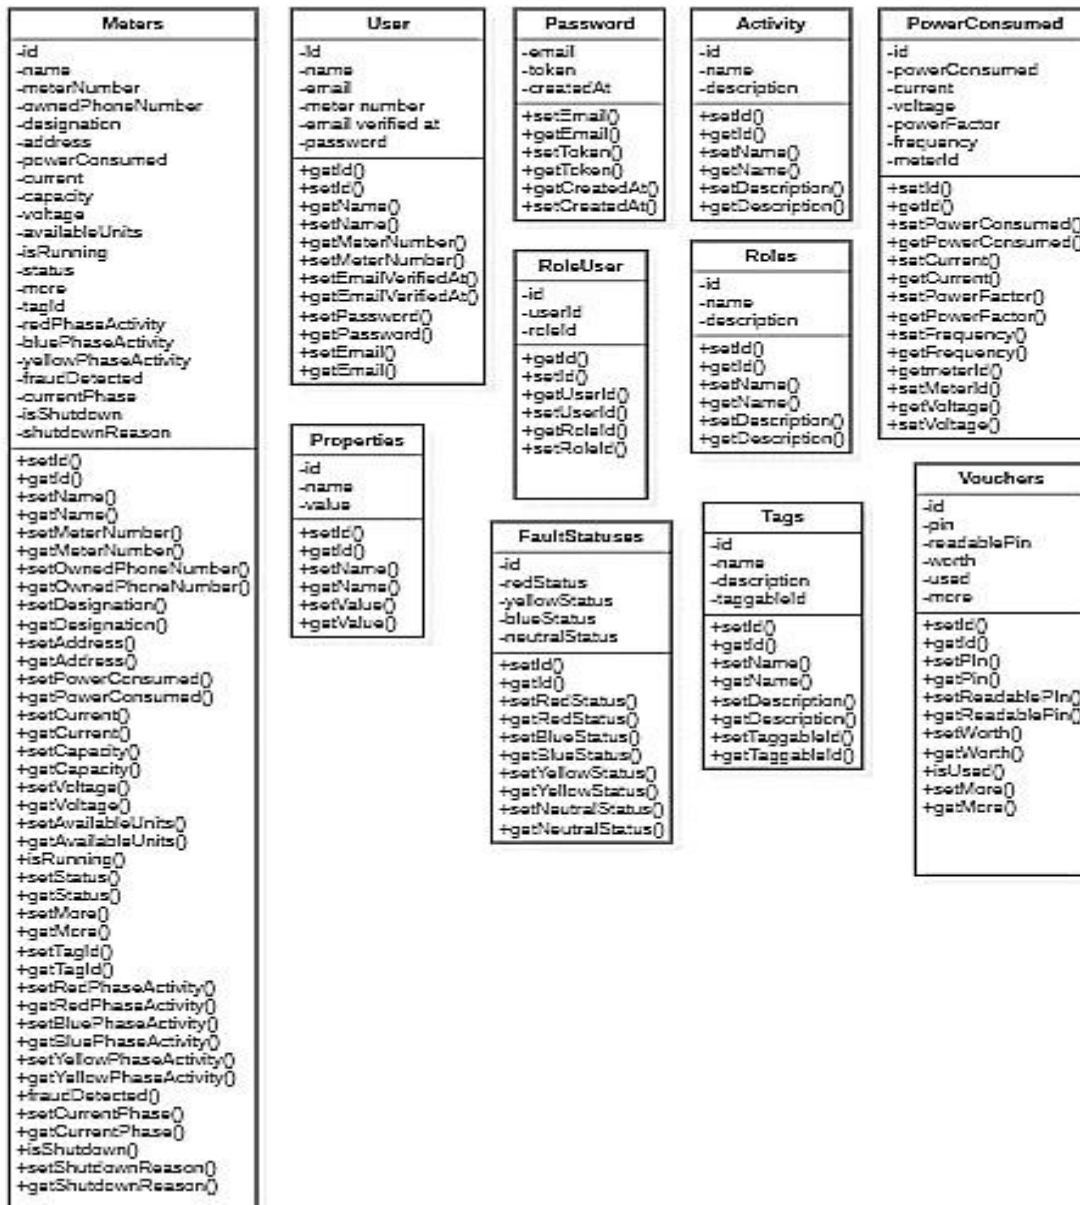 Meters
-id
-name
-meterNumber
-ownedPhoneNumber
-designation
-address
-powerConsumed
-current
-capacity
-voltage
-availableUnits
-isRunning
-status
-more
-tagId
-redPhaseActivity
-bluePhaseActivity
-yellowPhaseActivity
-fraudDetected
-currentPhase
-isShutdown
-shutdownReason
+setId()
+getId()
+setName()
+getName()
+setMeterNumber()
+getMeterNumber()
+setOwnedPhoneNumber()
+getOwnedPhoneNumber()
+setDesignation()
+getDesignation()
+setAddress()
+getAddress()
+setPowerConsumed()
+getPowerConsumed()
+setCurrent()
+getCurrent()
+setCapacity()
+getCapacity()
+setVoltage()
+getVoltage()
+setAvailableUnits()
+getAvailableUnits()
+isRunning()
+setStatus()
+getStatus()
+setMore()
+getMore()
+setTagId()
+getTagId()
+setRedPhaseActivity()
+getRedPhaseActivity()
+setBluePhaseActivity()
+getBluePhaseActivity()
+setYellowPhaseActivity()
+getYellowPhaseActivity()
+fraudDetected()
+setCurrentPhase()
+getCurrentPhase()
+isShutdown()
+setShutdownReason()
+getShutdownReason()
User
-Id
-name
-email
-meter number
-email verified at
-password
+getId()
+setId()
+getName()
+setName()
+getMeterNumber()
+setMeterNumber()
+setEmailVerifiedAt()
+getEmailVerifiedAt()
+setPassword()
+getPassword()
+setEmail()
+getEmail()
Properties
-id
-name
-value
+setId()
+getId()
+setName()
+getName()
+setValue()
+getValue()
Password
-email
-token
-createdAt
+setEmail()
+getEmail()
+setToken()
+getToken()
+getCreatedAt()
+setCreatedAt()
RoleUser
-id
-userId
-roleId
+getId()
+setId()
+getUserId()
+setUserId()
+getRoleId()
+setRoleId()
FaultStatuses
-id
-redStatus
-yellowStatus
-blueStatus
-neutralStatus
+setId()
+getId()
+setRedStatus()
+getRedStatus()
+setBlueStatus()
+getBlueStatus()
+setYellowStatus()
+getYellowStatus()
+setNeutralStatus()
+getNeutralStatus()
Activity
-id
-name
-description
+setId()
+getId()
+setName()
+getName()
+setDescription()
+getDescription()
Roles
-id
-name
-description
+setId()
+getId()
+setName()
+getName()
+setDescription()
+getDescription()
Tags
-id
-name
-description
-taggableId
+setId()
+getId()
+setName()
+getName()
+setDescription()
+getDescription()
+setTaggableId()
+getTaggableId()
PowerConsumed
-id
-powerConsumed
-current
-voltage
-powerFactor
-frequency
-meterId
+setId()
+getId()
+setPowerConsumed()
+getPowerConsumed()
+setCurrent()
+getCurrent()
+setPowerFactor()
+getPowerFactor()
+setFrequency()
+getFrequency()
+getmeterId()
+setMeterId()
+getVoltage()
+setVoltage()
Vouchers
-id
-pin
-readablePin
-worth
-used
-more
+setId()
+getId()
+setPin()
+getPin()
+setReadablePin()
+getReadablePin()
+setWorth()
+getWorth()
+isUsed()
+setMore()
+getMore()